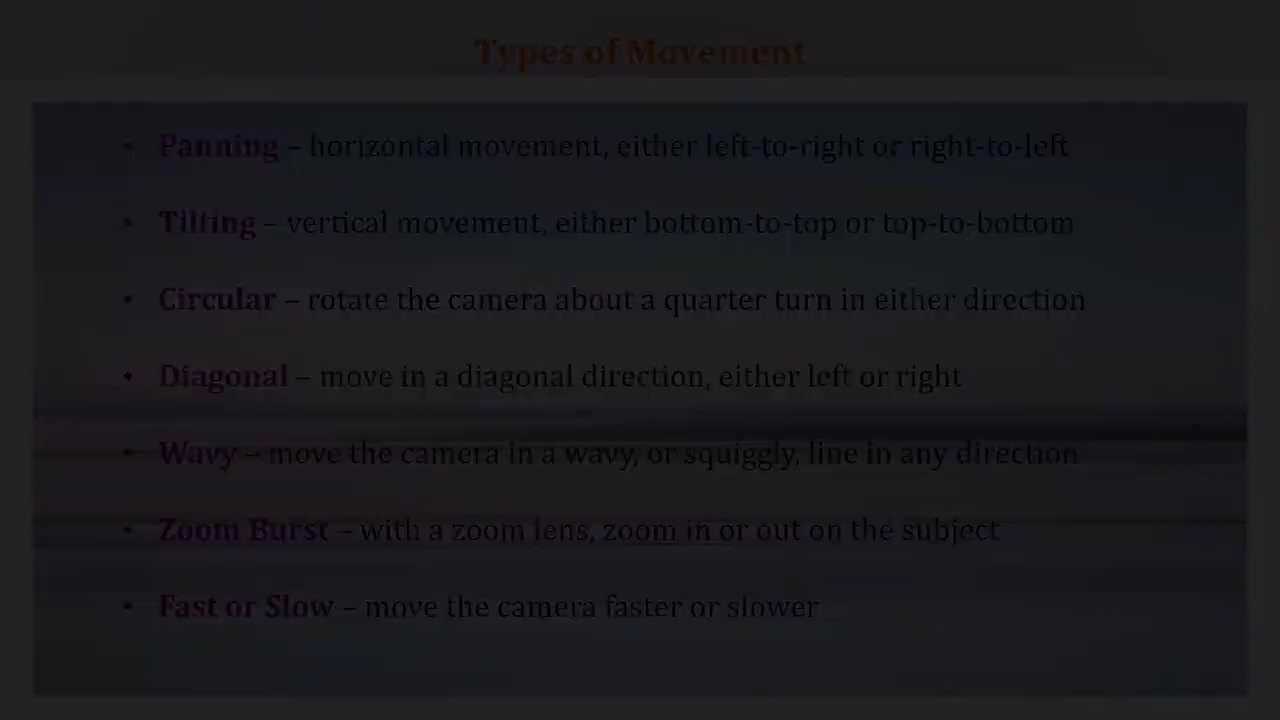 Types of Movement
• Panning – horizontal movement, either left-to-right or right-to-left
• Tilting – vertical movement, either bottom-to-top or top-to-bottom
• Circular – rotate the camera about a quarter turn in either direction
• Diagonal – move in a diagonal direction, either left or right
• Wavy – move the camera in a wavy, or squiggly, line in any direction
• Zoom Burst – with a zoom lens, zoom in or out on the subject
• Fast or Slow – move the camera faster or slower